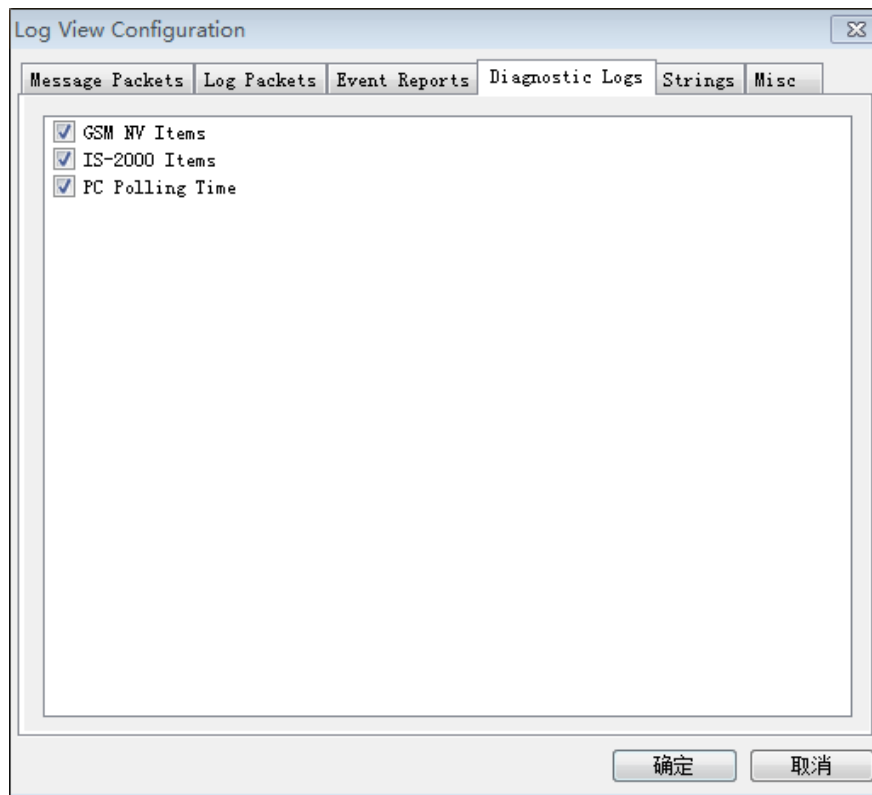 Log View Configuration
Message Packets Log Packets Event Reports Diagnostic Logs Strings Misc
GSM NV Items
IS-2000 Items
PC Polling Time
确定 取消